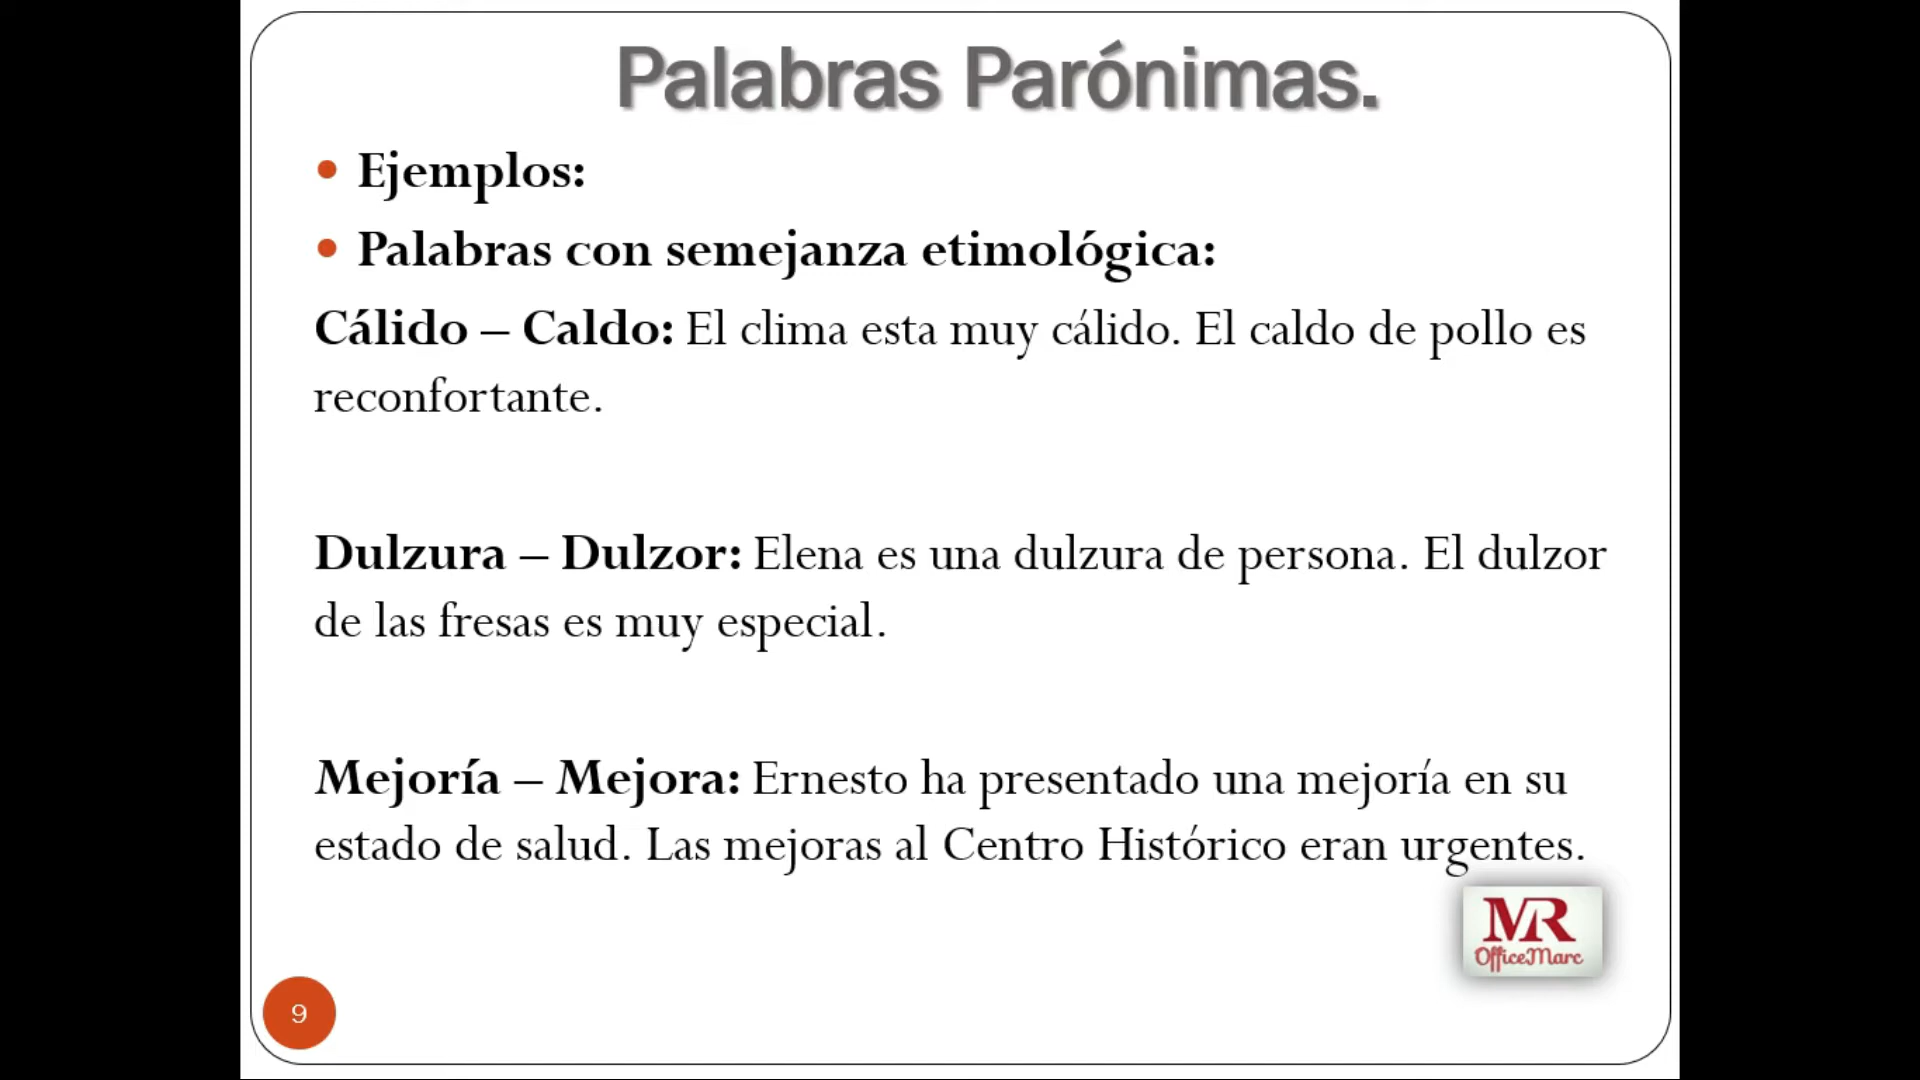 Palabras Parónimas.
Ejemplos:
Palabras con semejanza etimológica:
Cálido – Caldo: El clima esta muy cálido. El caldo de pollo es
reconfortante.
Dulzura – Dulzor: Elena es una dulzura de persona. El dulzor
de las fresas es muy especial.
Mejoría – Mejora: Ernesto ha presentado una mejoría en su
estado de salud. Las mejoras al Centro Histórico eran urgentes.
MR
OfficeMarc
9